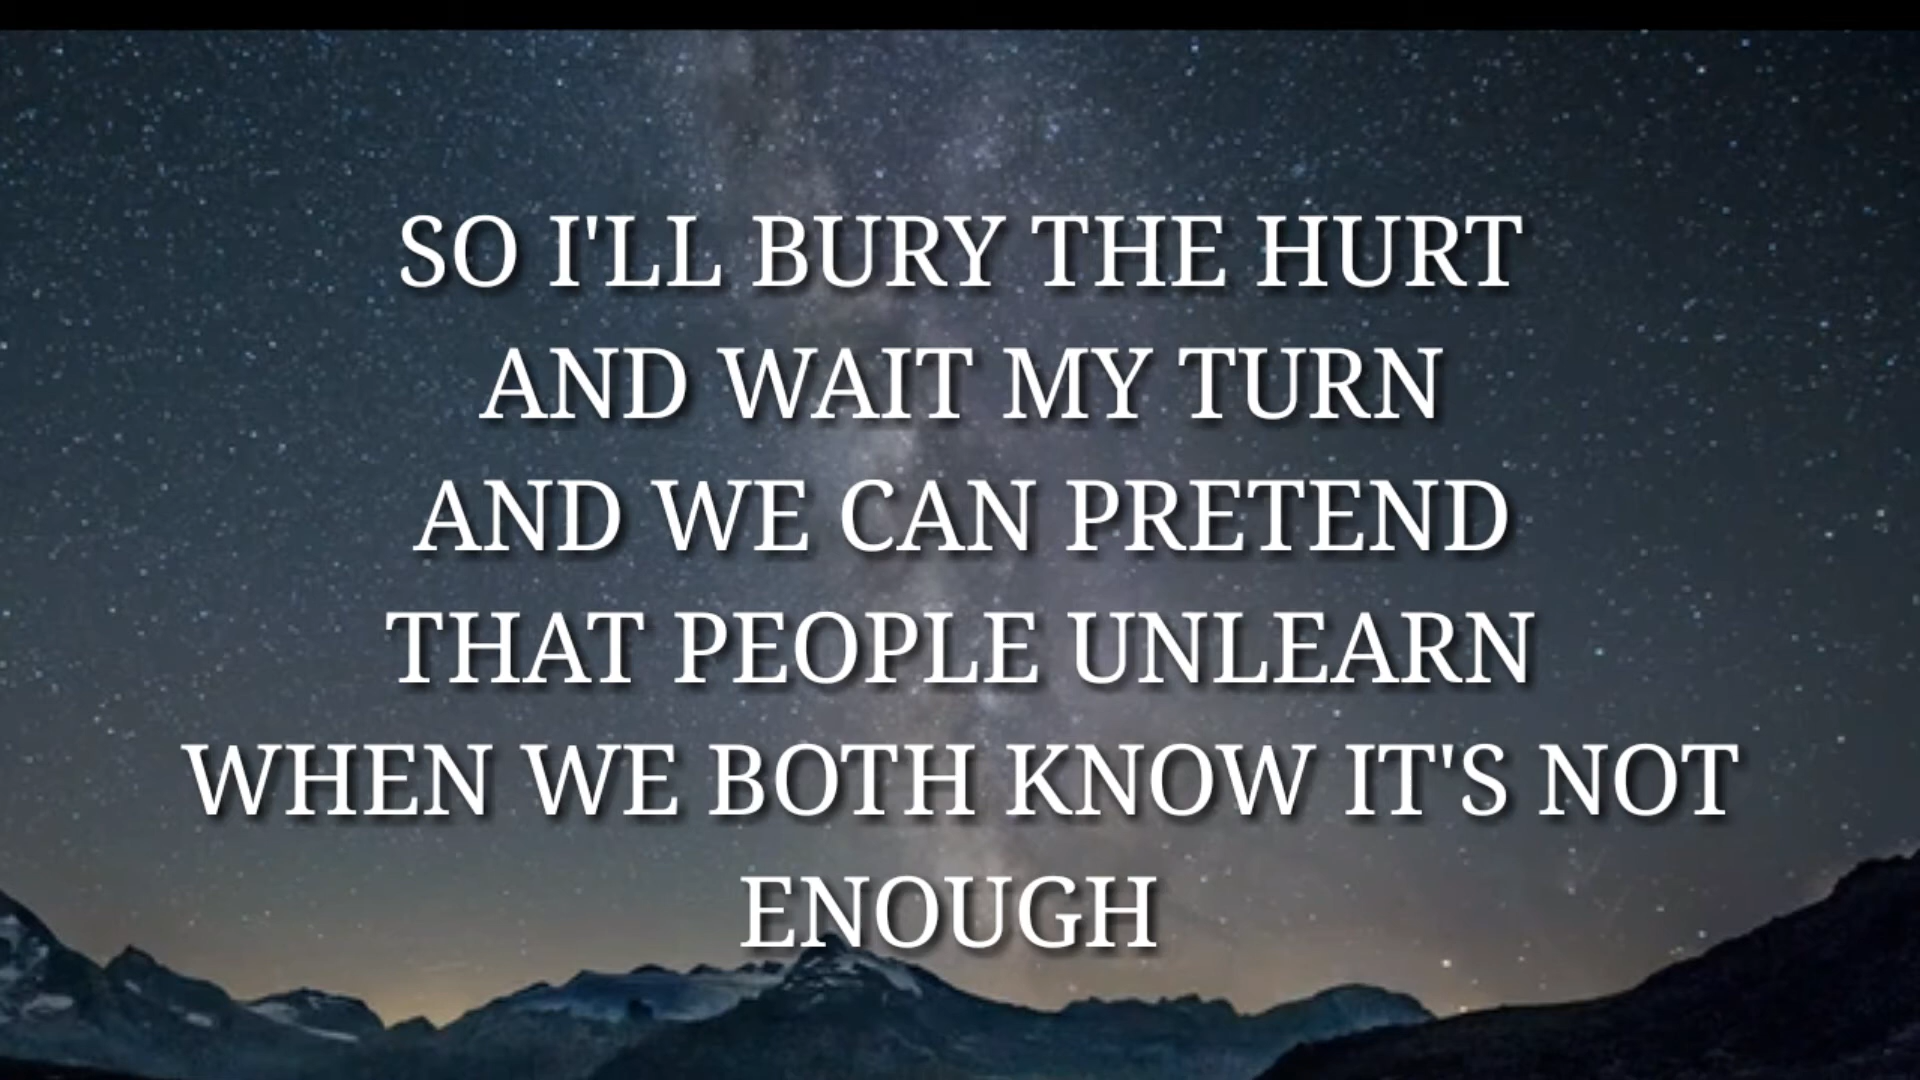 SO I'LL BURY THE HURT
AND WAIT MY TURN
AND WE CAN PRETEND
THAT PEOPLE UNLEARN
WHEN WE BOTH KNOW IT'S NOT
ENOUGH